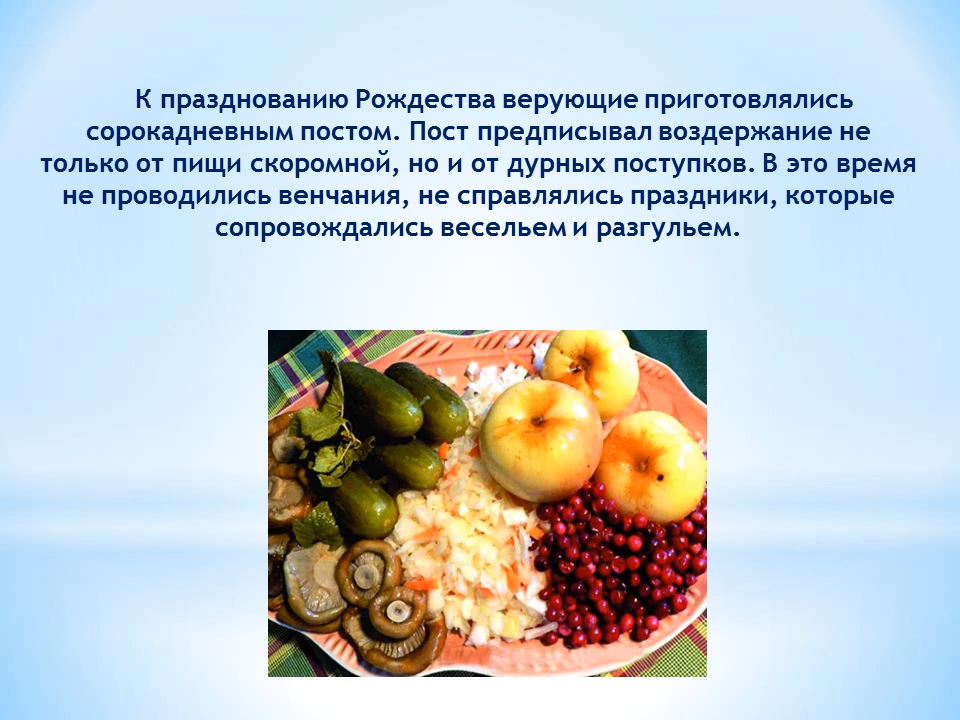 К празднованию Рождества верующие приготовлялись
сорокадневным постом. Пост предписывал воздержание не
только от пищи скоромной, но и от дурных поступков. В это время
не проводились венчания, не справлялись праздники, которые
сопровождались весельем и разгульем.